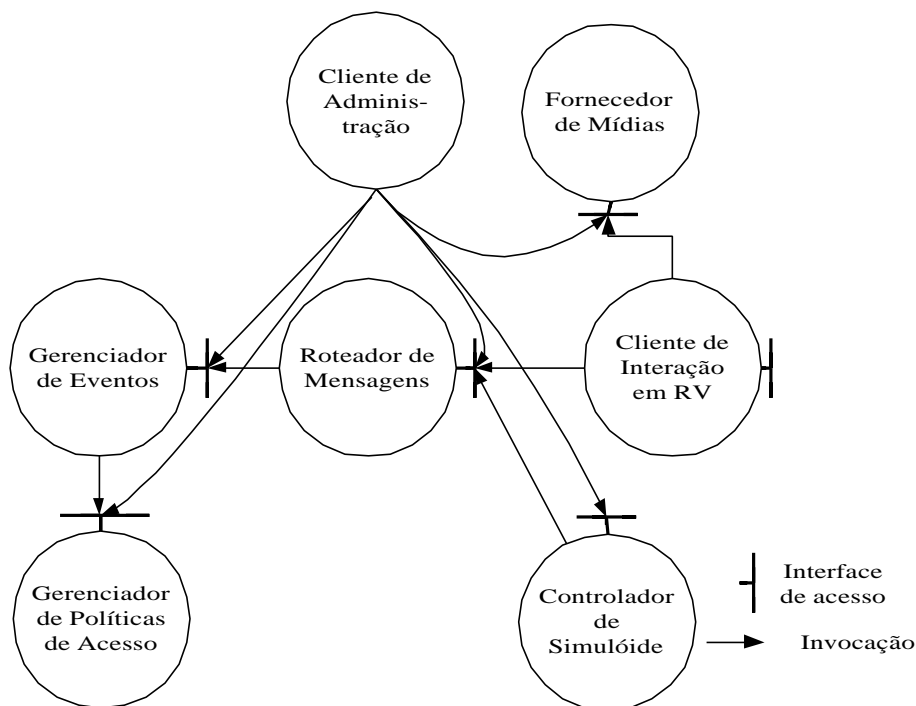 Cliente de
Adminis-
tração
Fornecedor
de Mídias
Gerenciador
de Eventos
Roteador de
Mensagens
Cliente de
Interação
em RV
Gerenciador
de Políticas
de Acesso
Controlador
de
Simulóide
Interface
de acesso
Invocação